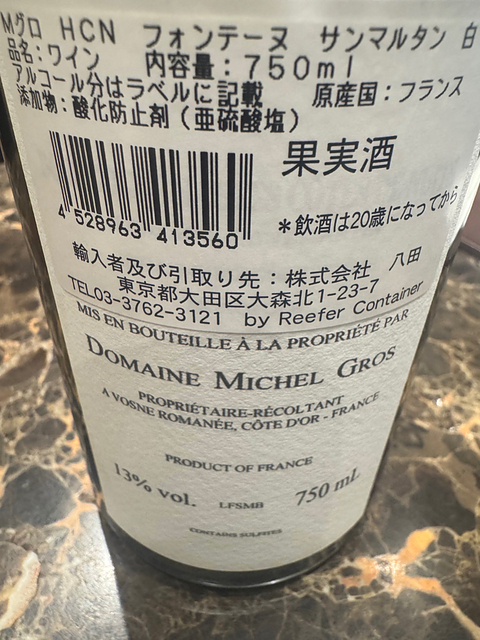 Mグロ HCN フォンテーヌ サンマルタン 白
品名:ワイン 内容量:750ml
アルコール分はラベルに記載 原産国:フランス
添加物:酸化防止剤(亜硫酸塩)
果実酒
4 528963 413560
*飲酒は20歳になってから
輸入者及び引取り先:株式会社 八田
東京都大田区大森北1-23-7
TEL03-3762-3121 by Reefer Container
MIS EN BOUTEILLE À LA PROPRIÉTÉ PAR
DOMAINE MICHEL GROS
PROPRIÉTAIRE-RÉCOLTANT
A VOSNE ROMANÉE, CÔTE D'OR - FRANCE
PRODUCT OF FRANCE
13% vol. LFSMB 750 mL
CONTAINS SULFITES